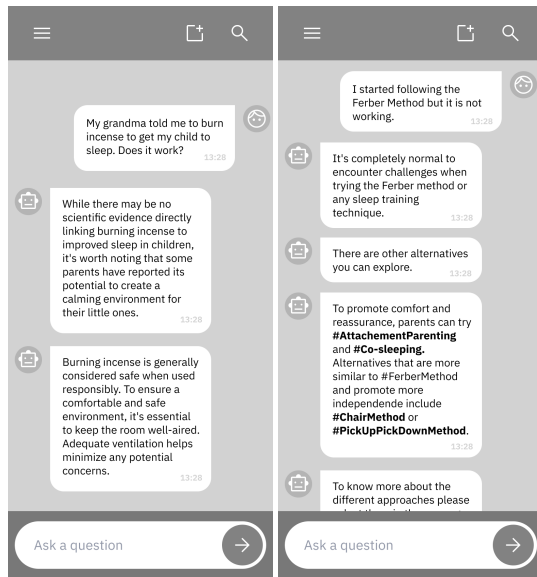 My grandma told me to burn
incense to get my child to
sleep. Does it work?
13:28
While there may be no
scientific evidence directly
linking burning incense to
improved sleep in children,
it's worth noting that some
parents have reported its
potential to create a
calming environment for
their little ones.
13:28
Burning incense is generally
considered safe when used
responsibly. To ensure a
comfortable and safe
environment, it's essential
to keep the room well-aired.
Adequate ventilation helps
minimize any potential
concerns.
13:28
Ask a question
I started following the
Ferber Method but it is not
working.
13:28
It's completely normal to
encounter challenges when
trying the Ferber method or
any sleep training
technique.
13:28
There are other alternatives
you can explore.
13:28
To promote comfort and
reassurance, parents can try
#AttachementParenting
and #Co-sleeping.
Alternatives that are more
similar to #FerberMethod
and promote more
independende include
#ChairMethod or
#PickUpPickDownMethod.
13:28
To know more about the
different approaches please
Ask a question